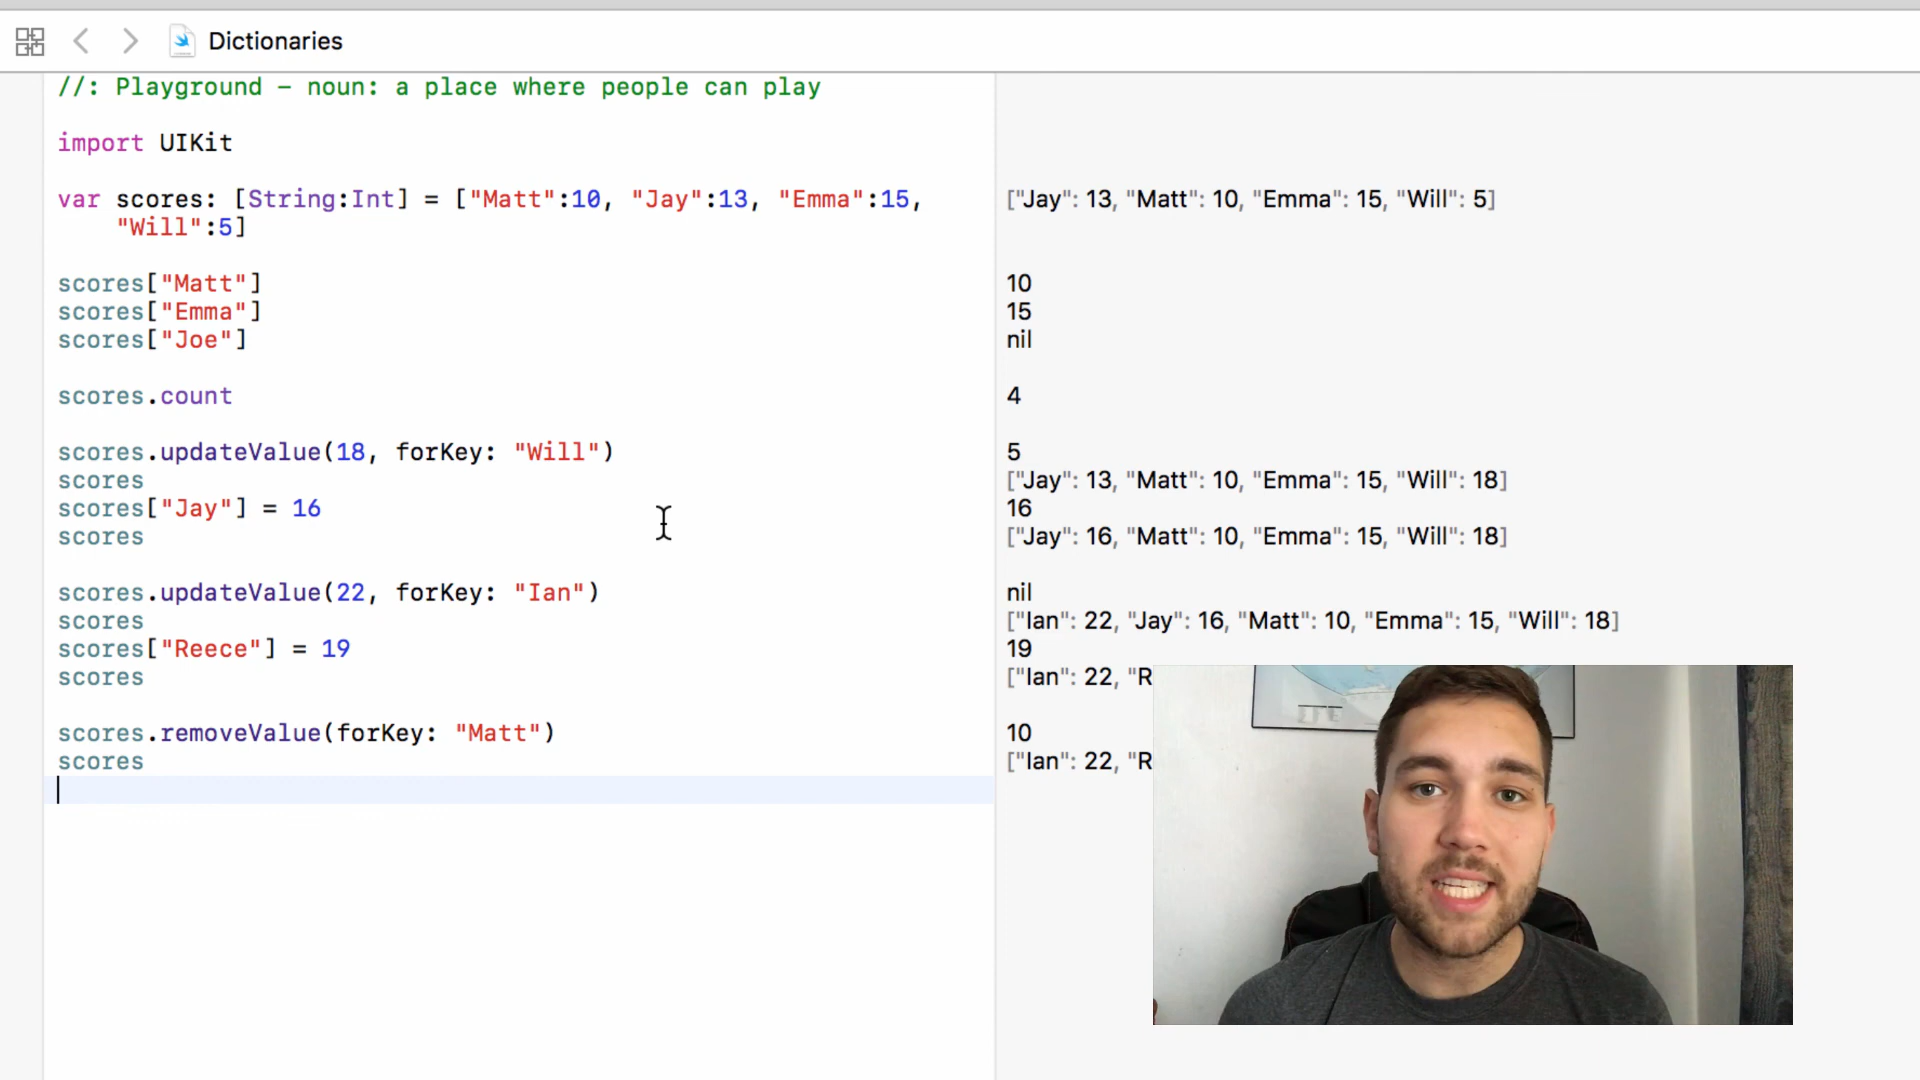 Dictionaries
//: Playground - noun: a place where people can play
import UIKit
var scores: [String:Int] = ["Matt":10, "Jay":13, "Emma":15,
"Will":5]
["Jay": 13, "Matt": 10, "Emma": 15, "Will": 5]
scores["Matt"]
10
scores["Emma"]
15
scores["Joe"]
nil
scores.count
4
scores.updateValue(18, forKey: "Will")
5
scores
["Jay": 13, "Matt": 10, "Emma": 15, "Will": 18]
scores["Jay"] = 16
16
scores
["Jay": 16, "Matt": 10, "Emma": 15, "Will": 18]
scores.updateValue(22, forKey: "Ian")
nil
scores
["Ian": 22, "Jay": 16, "Matt": 10, "Emma": 15, "Will": 18]
scores["Reece"] = 19
19
scores
["Ian": 22, "R
scores.removeValue(forKey: "Matt")
10
scores
["Ian": 22, "R